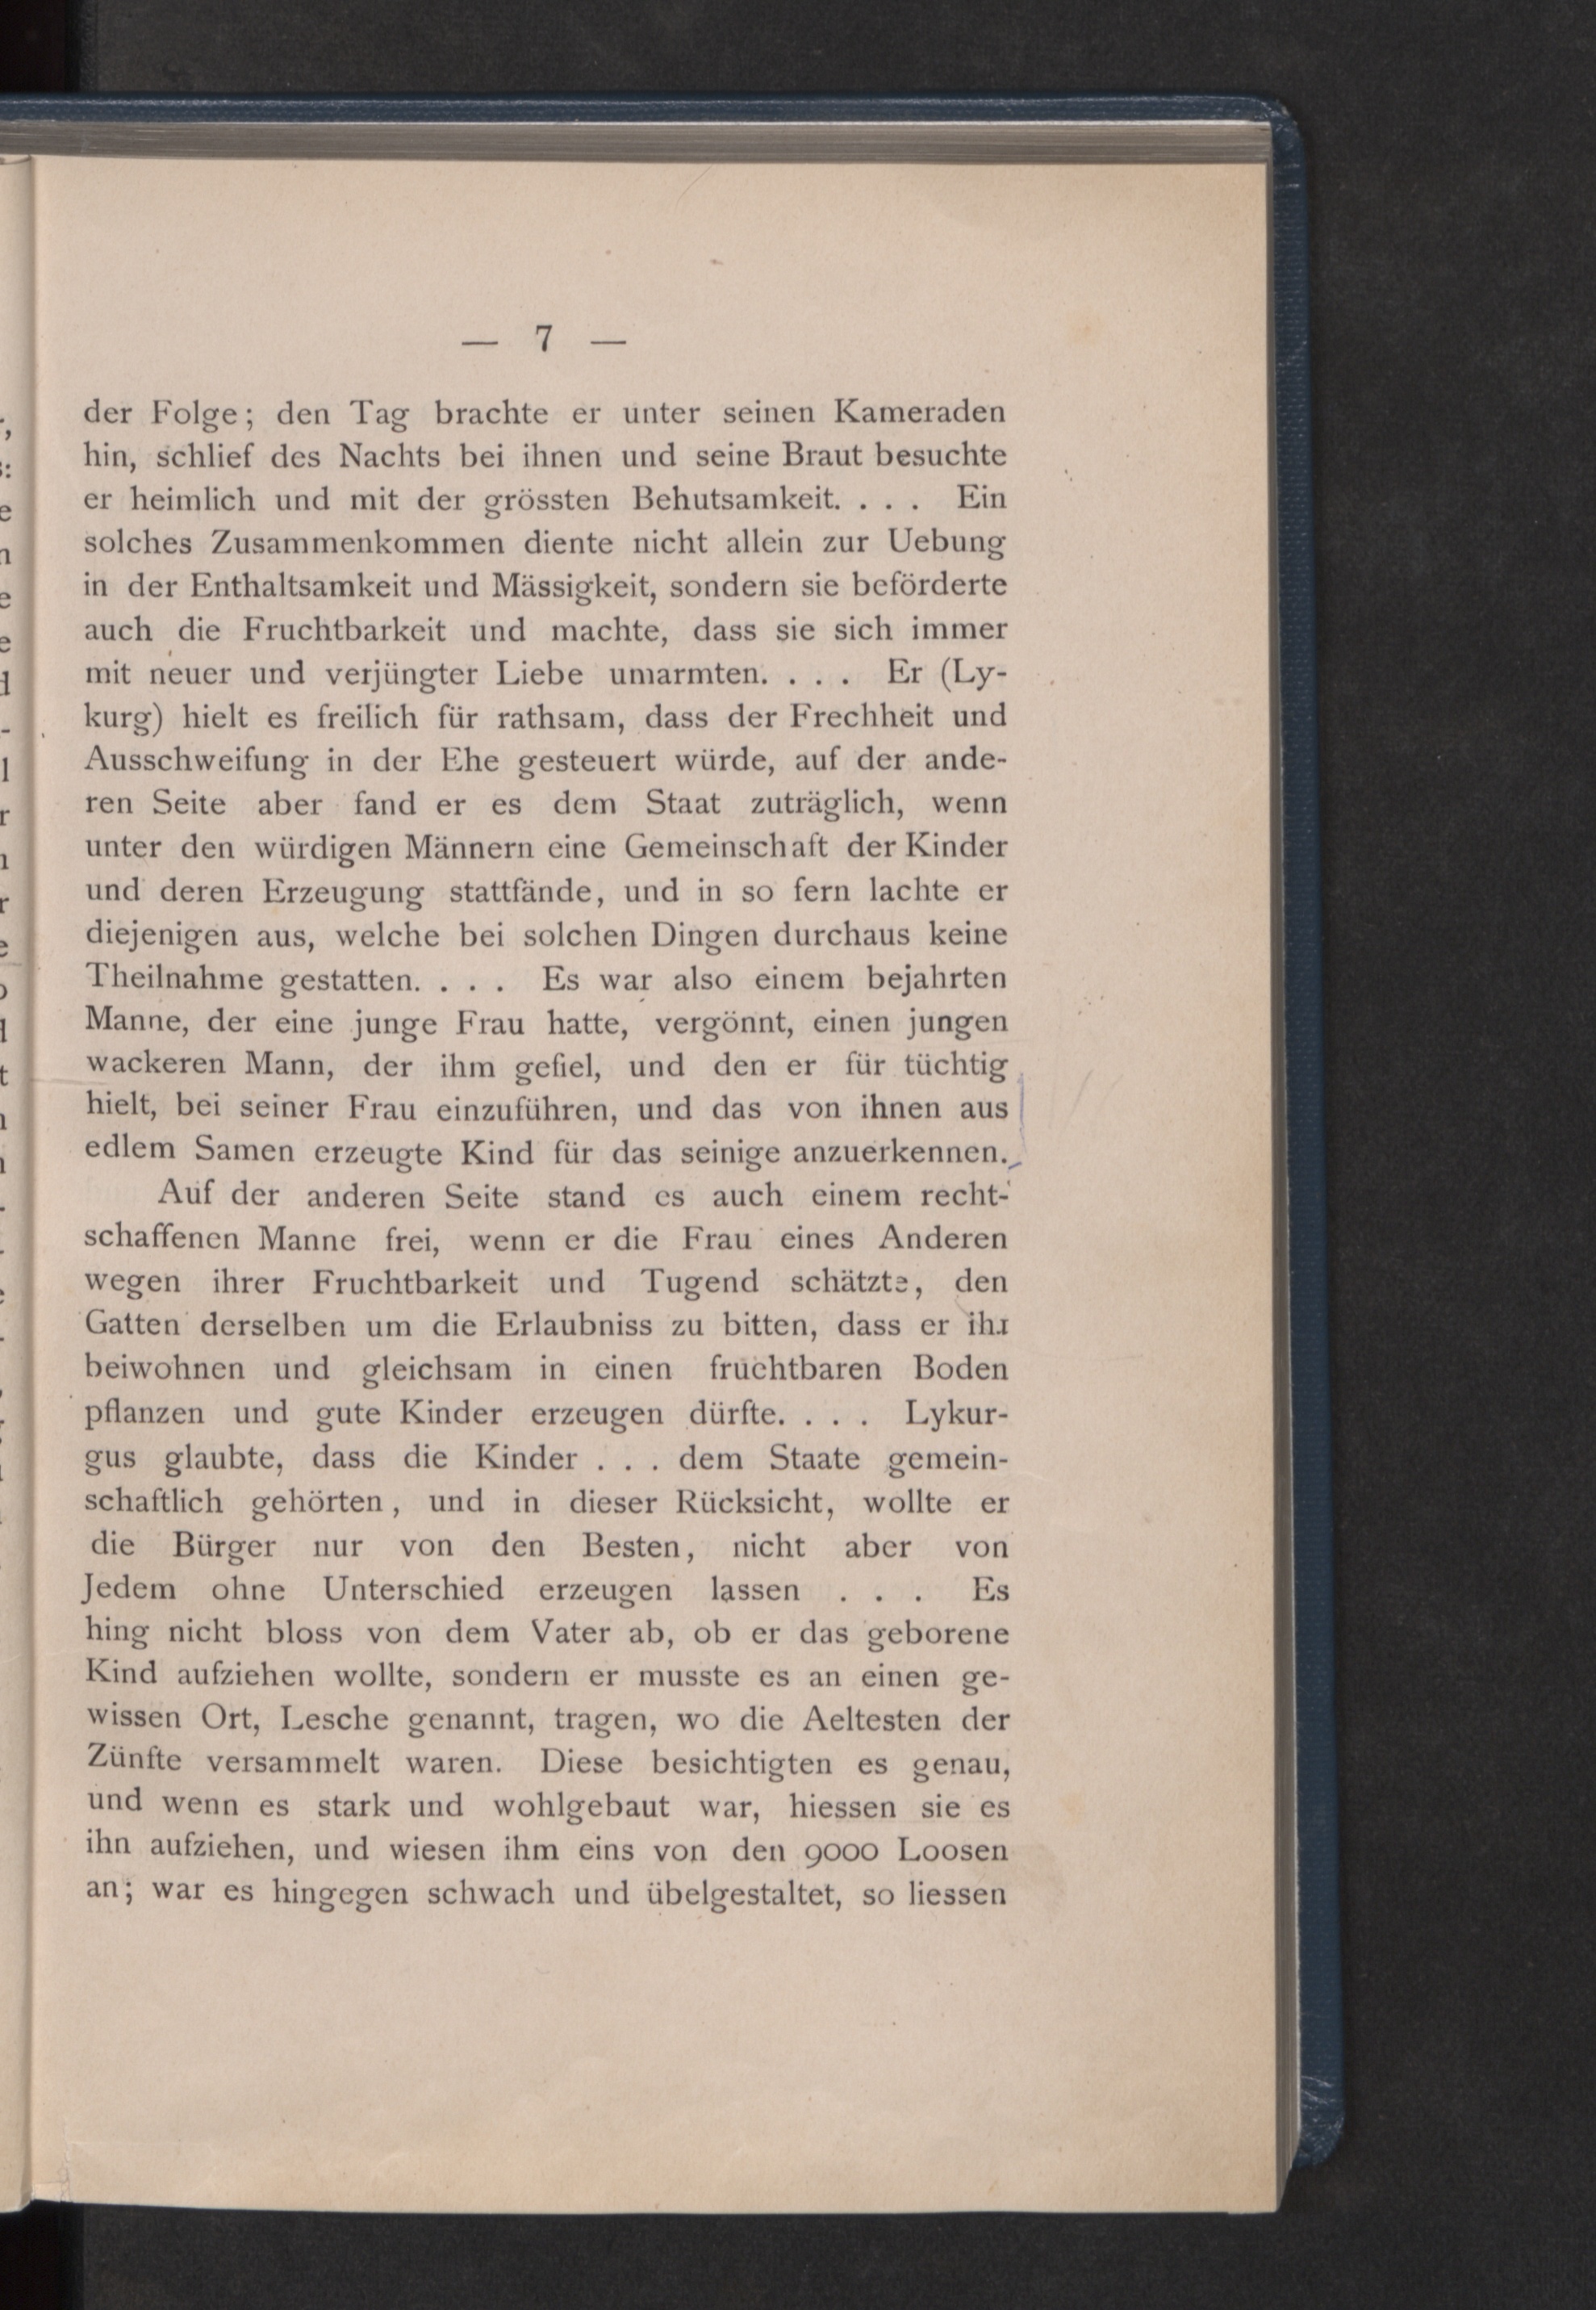 — 7 —
der Folge; den Tag brachte er unter seinen Kameraden
hin, schlief des Nachts bei ihnen und seine Braut besuchte
er heimlich und mit der grössten Behutsamkeit. . . . Ein
solches Zusammenkommen diente nicht allein zur Uebung
in der Enthaltsamkeit und Mässigkeit, sondern sie beförderte
auch die Fruchtbarkeit und machte, dass sie sich immer
mit neuer und verjüngter Liebe umarmten. . . . Er (Ly-
kurg) hielt es freilich für rathsam, dass der Frechheit und
Ausschweifung in der Ehe gesteuert würde, auf der ande-
ren Seite aber fand er es dem Staat zuträglich, wenn
unter den würdigen Männern eine Gemeinschaft der Kinder
und deren Erzeugung stattfände, und in so fern lachte er
diejenigen aus, welche bei solchen Dingen durchaus keine
Theilnahme gestatten. . . . Es war also einem bejahrten
Manne, der eine junge Frau hatte, vergönnt, einen jungen
wackeren Mann, der ihm gefiel, und den er für tüchtig
hielt, bei seiner Frau einzuführen, und das von ihnen aus
edlem Samen erzeugte Kind für das seinige anzuerkennen.
Auf der anderen Seite stand es auch einem recht-
schaffenen Manne frei, wenn er die Frau eines Anderen
wegen ihrer Fruchtbarkeit und Tugend schätzte, den
Gatten derselben um die Erlaubniss zu bitten, dass er ihr
beiwohnen und gleichsam in einen fruchtbaren Boden
pflanzen und gute Kinder erzeugen dürfte. . . . Lykur-
gus glaubte, dass die Kinder . . . dem Staate gemein-
schaftlich gehörten, und in dieser Rücksicht, wollte er
die Bürger nur von den Besten, nicht aber von
Jedem ohne Unterschied erzeugen lassen . . . Es
hing nicht bloss von dem Vater ab, ob er das geborene
Kind aufziehen wollte, sondern er musste es an einen ge-
wissen Ort, Lesche genannt, tragen, wo die Aeltesten der
Zünfte versammelt waren. Diese besichtigten es genau,
und wenn es stark und wohlgebaut war, hiessen sie es
ihn aufziehen, und wiesen ihm eins von den 9000 Loosen
an; war es hingegen schwach und übelgestaltet, so liessen